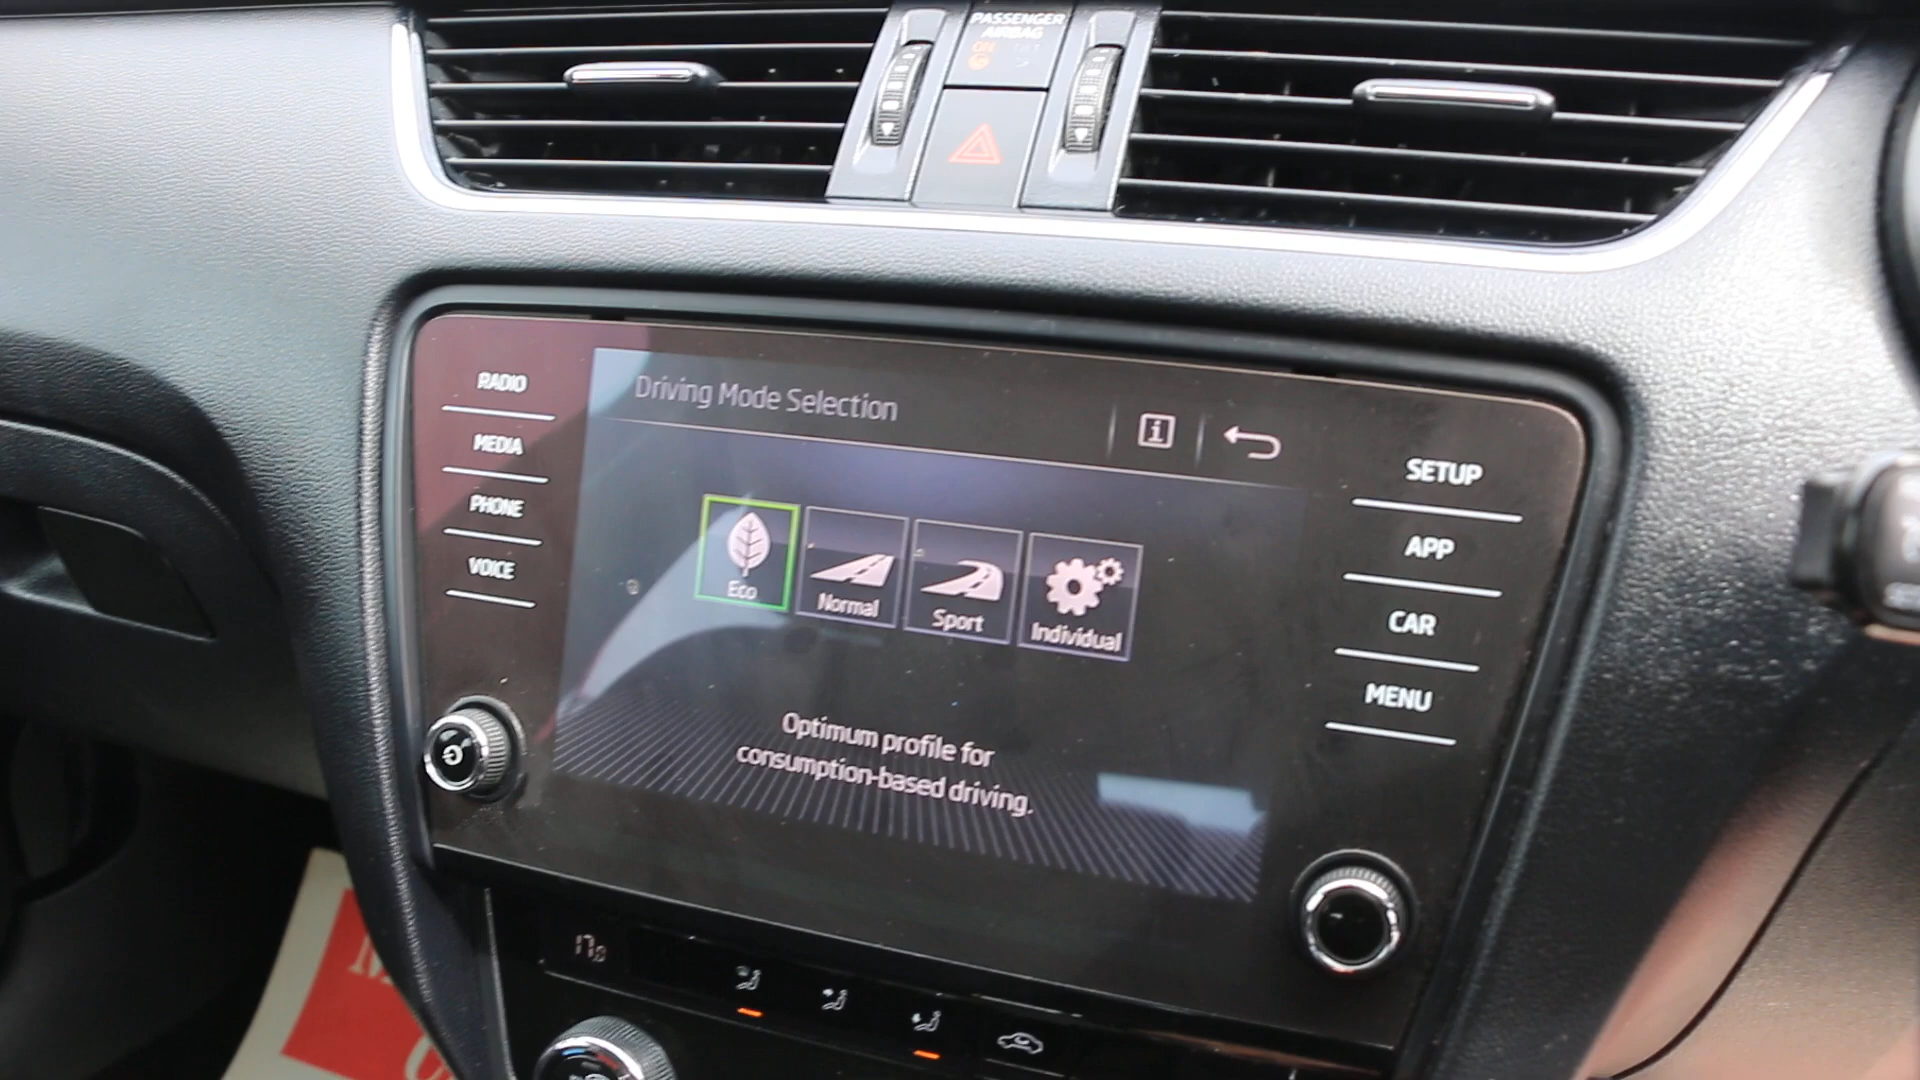 PASSENGER
AIRBAG
ON
RADIO
MEDIA
PHONE
VOICE
Driving Mode Selection
Eco
Normal
Sport
Individual
Optimum profile for
consumption-based driving.
SETUP
APP
CAR
MENU